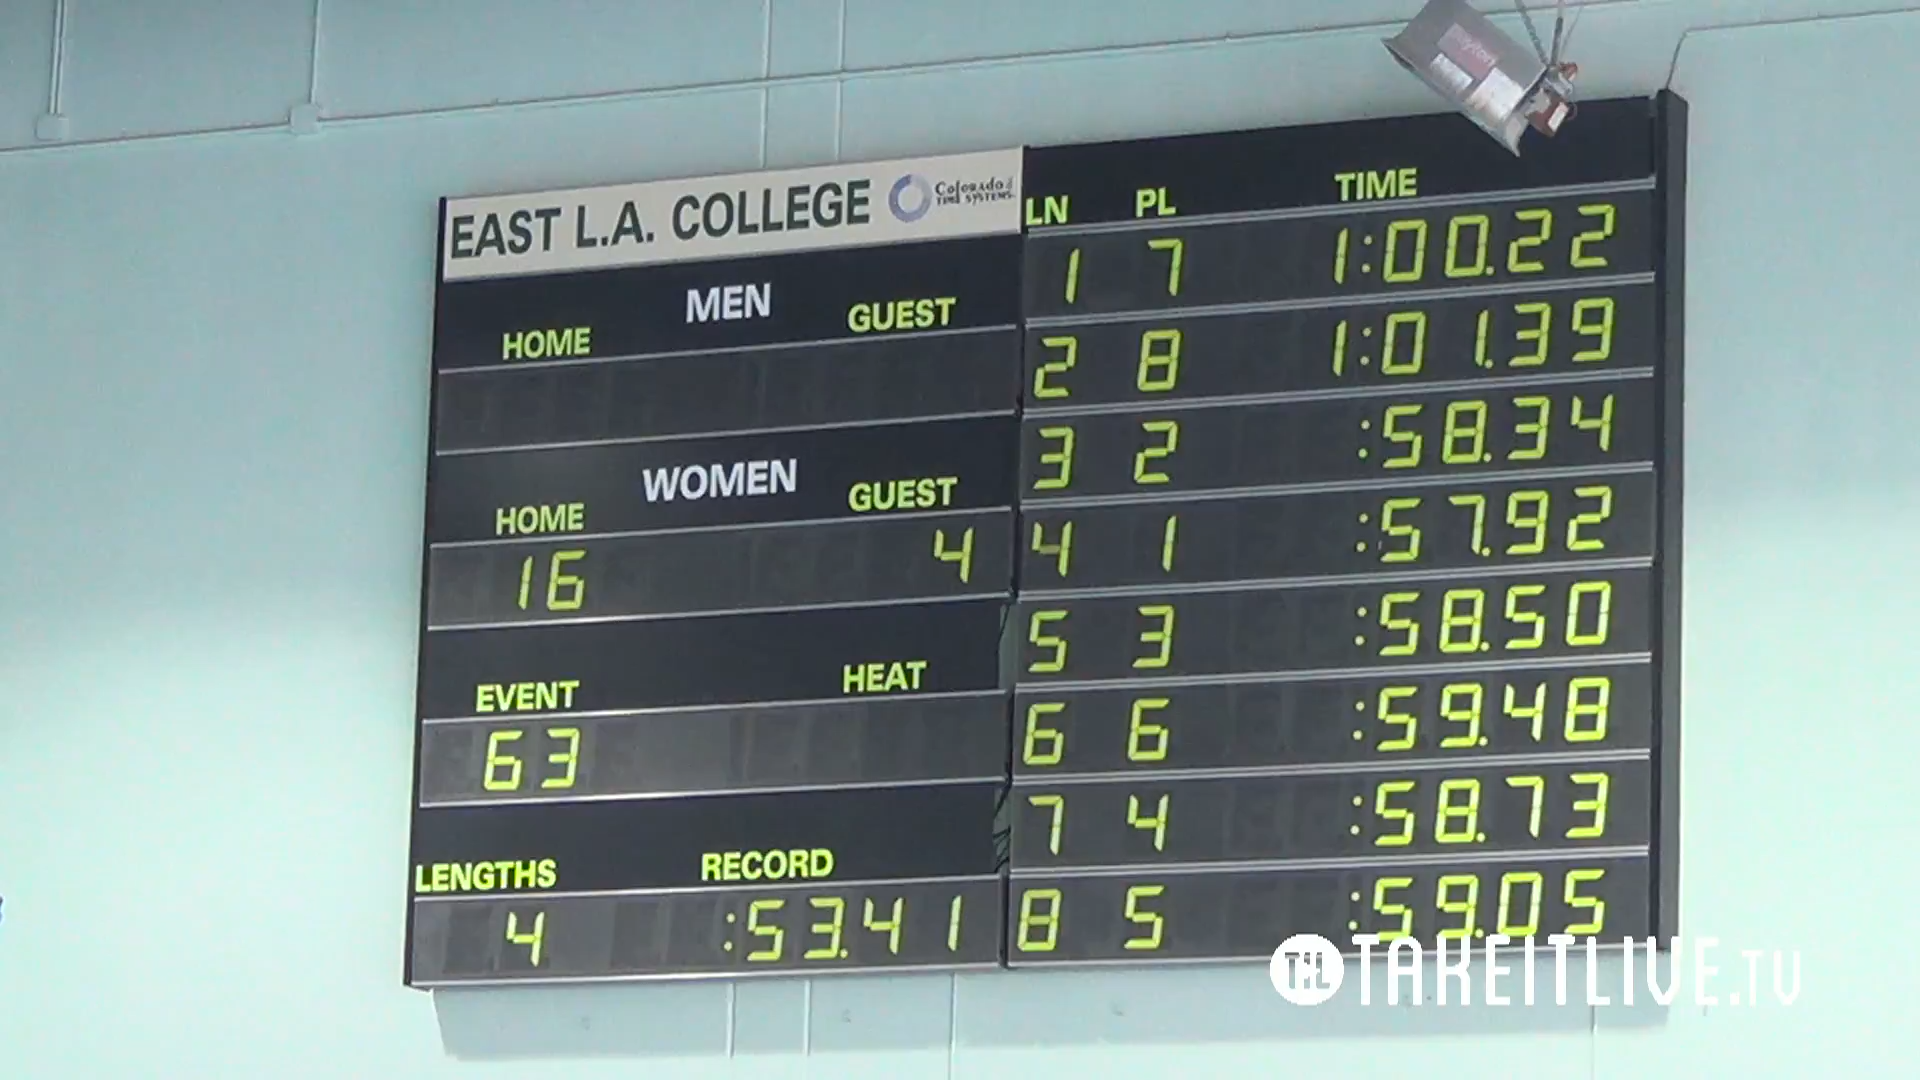 EAST L.A. COLLEGE
Colorado
TIME SYSTEMS
MEN
HOME GUEST
WOMEN
HOME GUEST
16 4
EVENT HEAT
63
LENGTHS RECORD
4 :53.41
LN PL TIME
1 7 1:00.22
2 8 1:01.39
3 2 :58.34
4 1 :57.92
5 3 :58.50
6 6 :59.48
7 4 :58.73
8 5 :59.05
TAKEITLIVE.TV